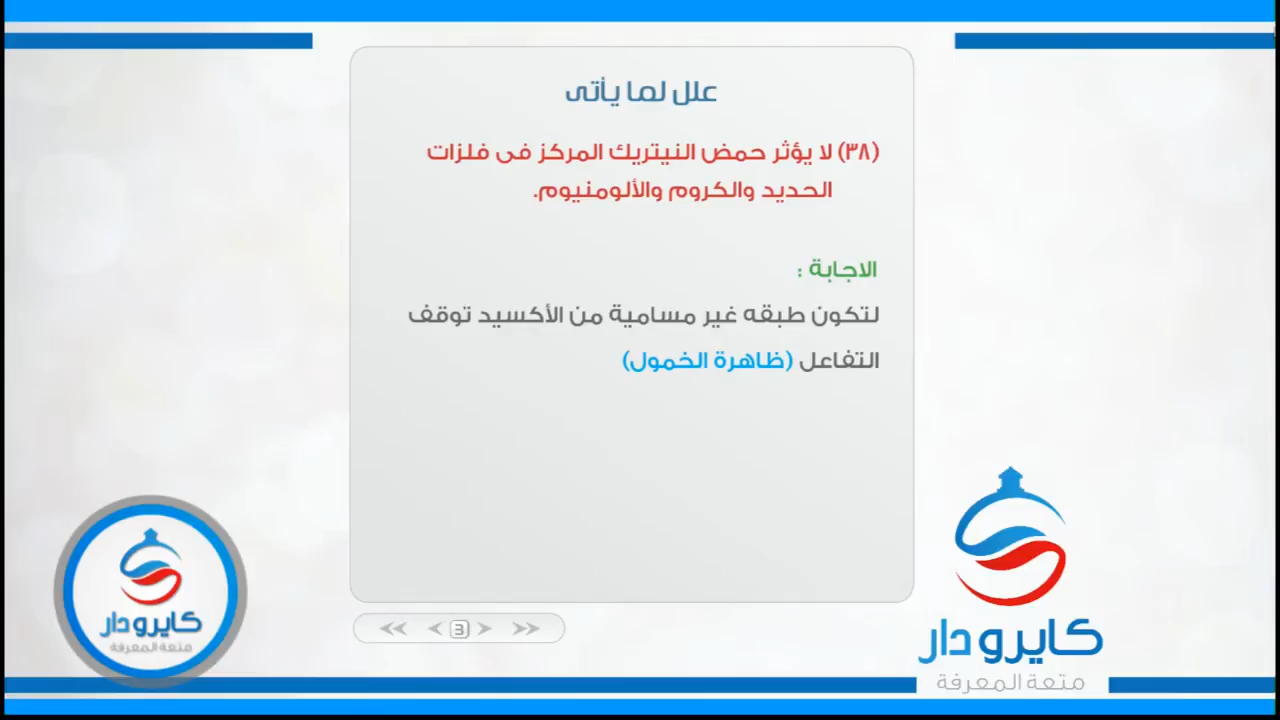 علل لما يأتى
(٣٨) لا يؤثر حمض النيتريك المركز فى فلزات
الحديد والكروم والألومنيوم.
الاجابة :
لتكون طبقه غير مسامية من الأكسيد توقف
التفاعل (ظاهرة الخمول)
3
كايرو دار
متعة المعرفة
كايرو دار
متعة المعرفة